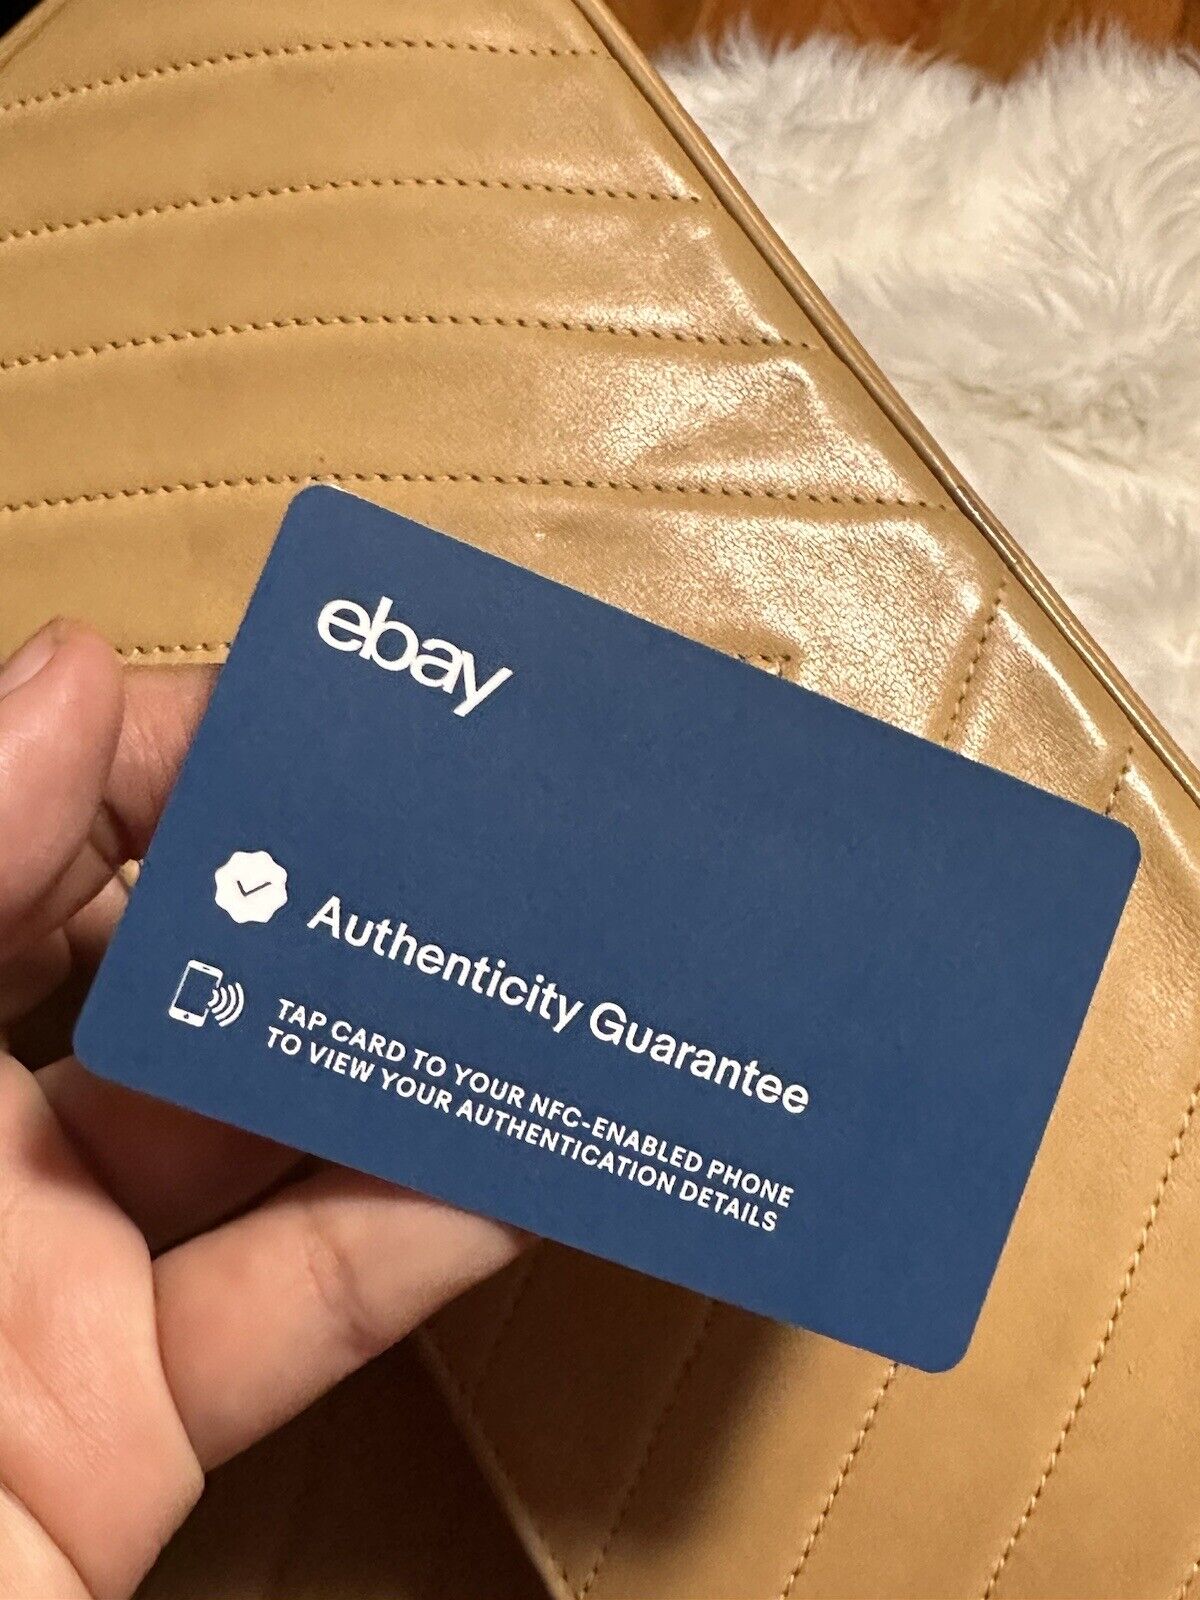 ebay
Authenticity Guarantee
TAP CARD TO YOUR NFC-ENABLED PHONE
TO VIEW YOUR AUTHENTICATION DETAILS